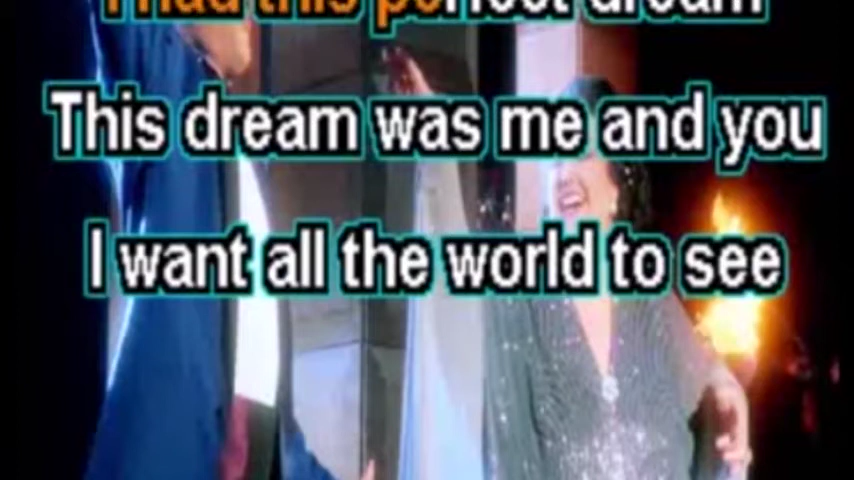 I had this perfect dream
This dream was me and you
I want all the world to see